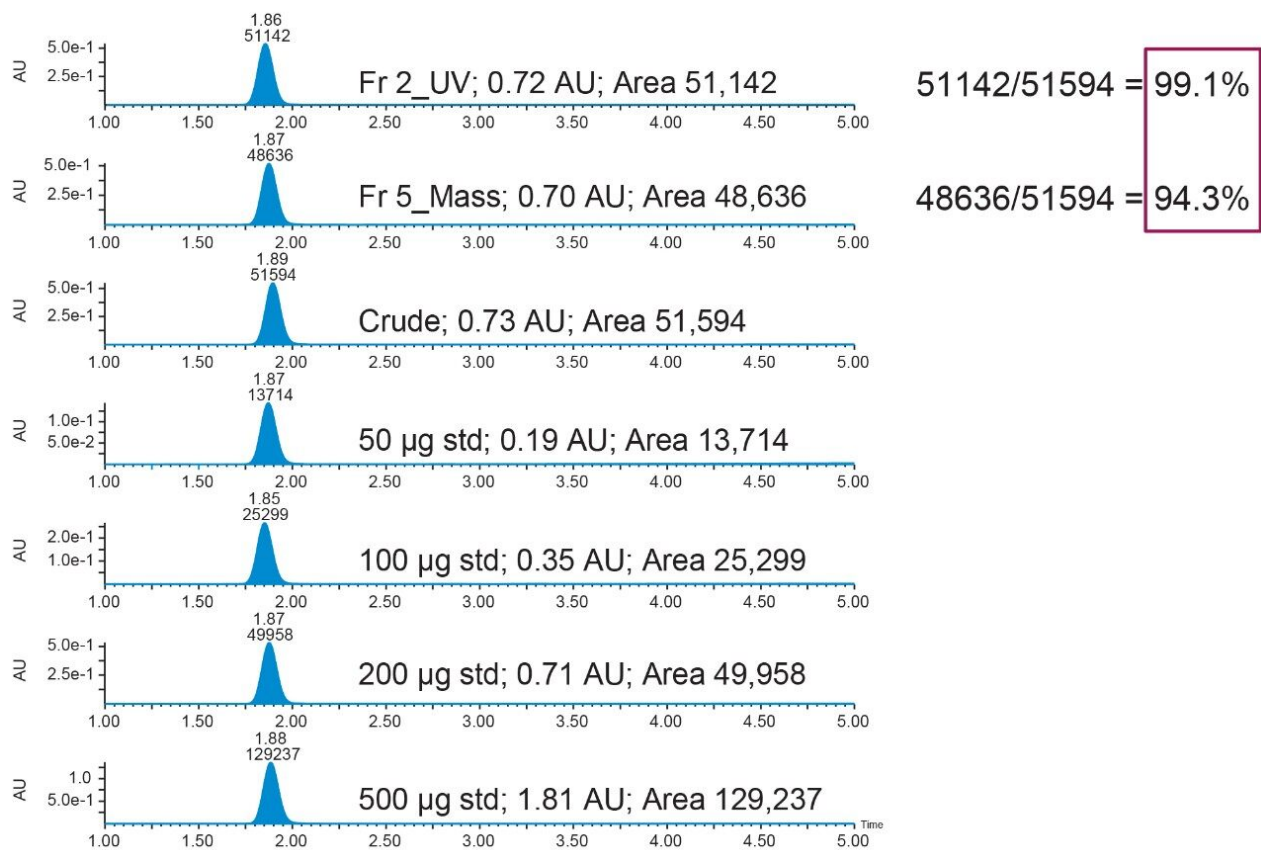 1.86
51142
5.0e-1
2.5e-1
AU
Fr 2_UV; 0.72 AU; Area 51,142
51142/51594 = 99.1%
1.00 1.50 2.00 2.50 3.00 3.50 4.00 4.50 5.00
1.87
48636
5.0e-1
2.5e-1
AU
Fr 5_Mass; 0.70 AU; Area 48,636
48636/51594 = 94.3%
1.00 1.50 2.00 2.50 3.00 3.50 4.00 4.50 5.00
1.89
51594
5.0e-1
2.5e-1
AU
Crude; 0.73 AU; Area 51,594
1.00 1.50 2.00 2.50 3.00 3.50 4.00 4.50 5.00
1.87
13714
1.0e-1
5.0e-2
AU
50 µg std; 0.19 AU; Area 13,714
1.00 1.50 2.00 2.50 3.00 3.50 4.00 4.50 5.00
1.85
25299
2.0e-1
1.0e-1
AU
100 µg std; 0.35 AU; Area 25,299
1.00 1.50 2.00 2.50 3.00 3.50 4.00 4.50 5.00
1.87
49958
5.0e-1
2.5e-1
AU
200 µg std; 0.71 AU; Area 49,958
1.00 1.50 2.00 2.50 3.00 3.50 4.00 4.50 5.00
1.88
129237
1.0
5.0e-1
AU
500 µg std; 1.81 AU; Area 129,237
Time
1.00 1.50 2.00 2.50 3.00 3.50 4.00 4.50 5.00